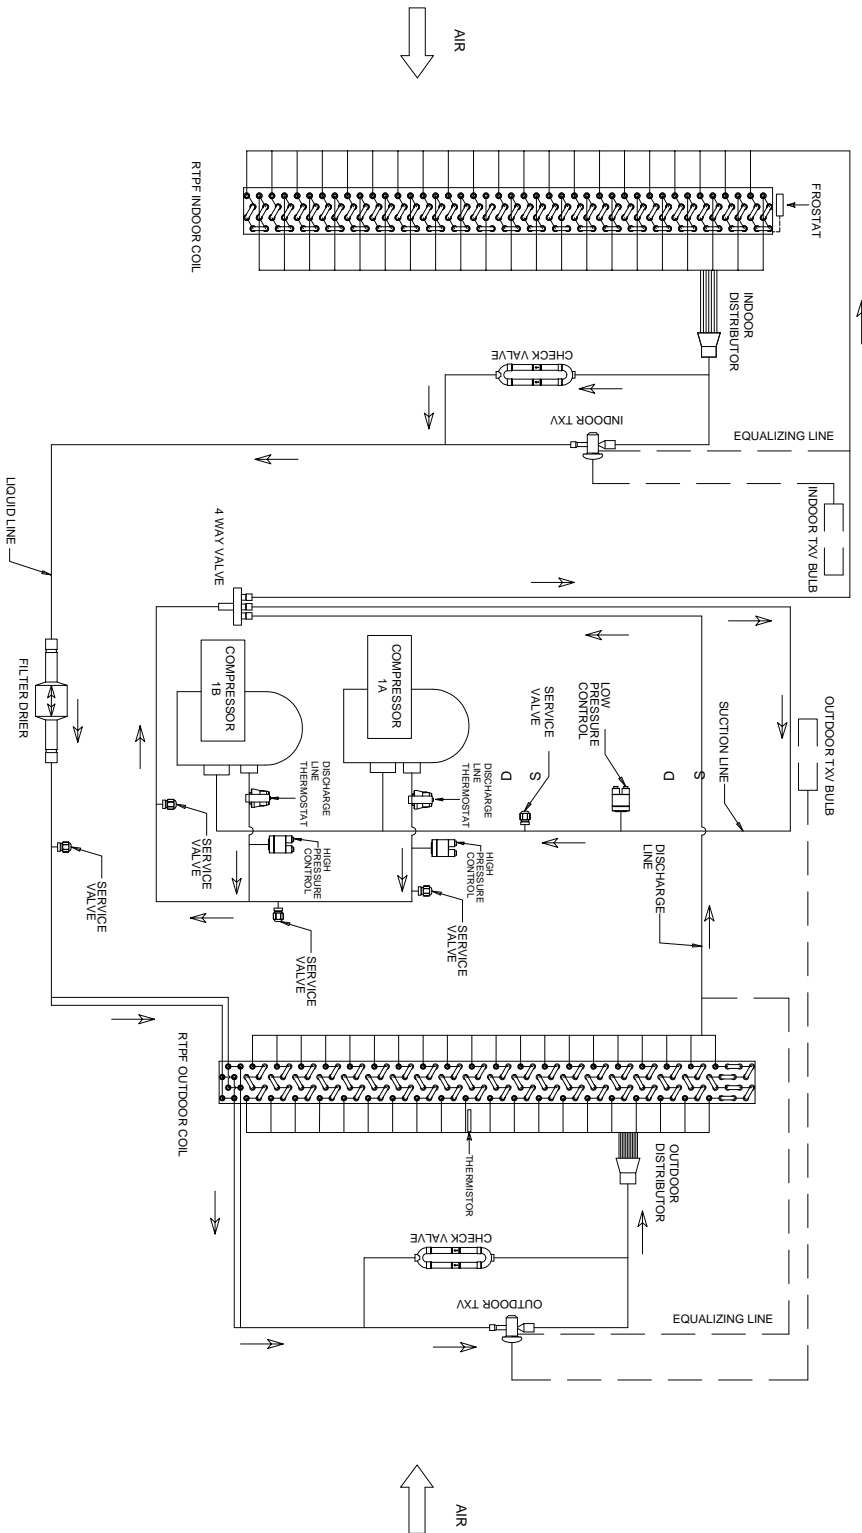 AIR
FROSTAT
RTPF INDOOR COIL
INDOOR
DISTRIBUTOR
CHECK VALVE
INDOOR TXV
EQUALIZING LINE
INDOOR TXV BULB
LIQUID LINE
4 WAY VALVE
FILTER DRIER
COMPRESSOR
1B
COMPRESSOR
1A
SERVICE
VALVE
LOW
PRESSURE
CONTROL
SUCTION LINE
OUTDOOR TXV BULB
D
S
D
S
DISCHARGE
LINE
THERMOSTAT
DISCHARGE
LINE
THERMOSTAT
SERVICE
VALVE
HIGH
PRESSURE
CONTROL
HIGH
PRESSURE
CONTROL
DISCHARGE
LINE
SERVICE
VALVE
SERVICE
VALVE
SERVICE
VALVE
RTPF OUTDOOR COIL
THERMISTOR
OUTDOOR
DISTRIBUTOR
CHECK VALVE
OUTDOOR TXV
EQUALIZING LINE
AIR